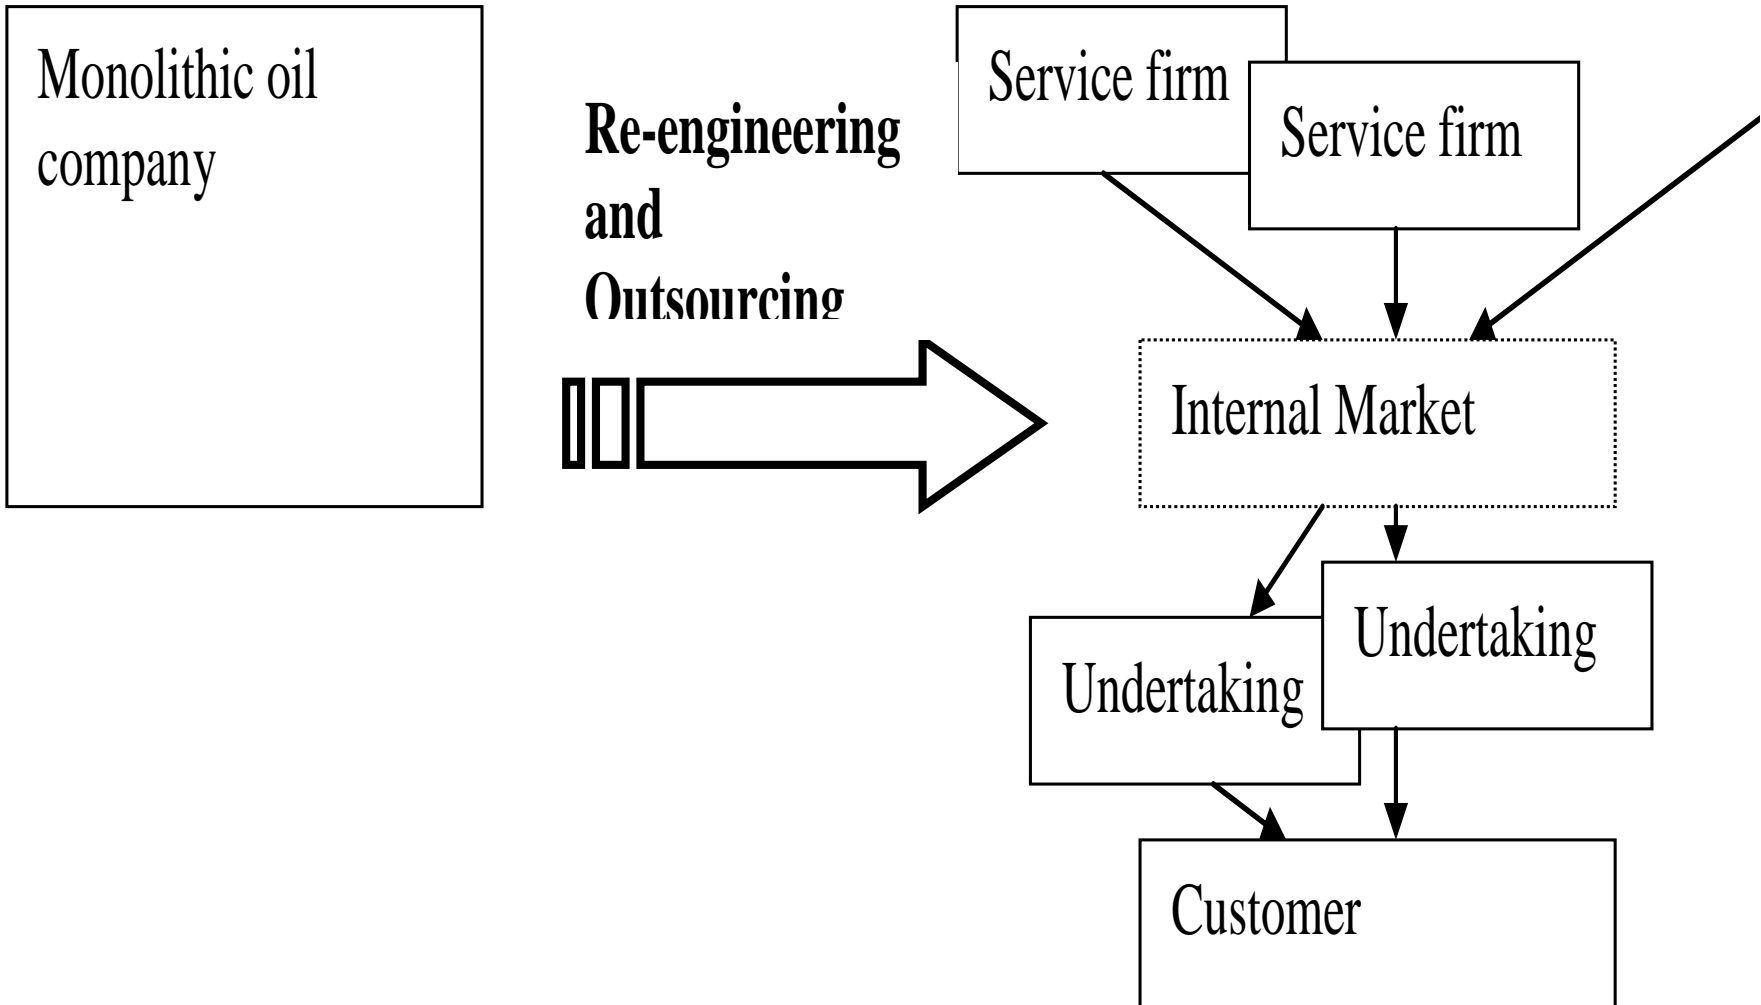 Monolithic oil
company
Re-engineering
and
Outsourcing
Service firm
Service firm
Internal Market
Undertaking
Undertaking
Customer